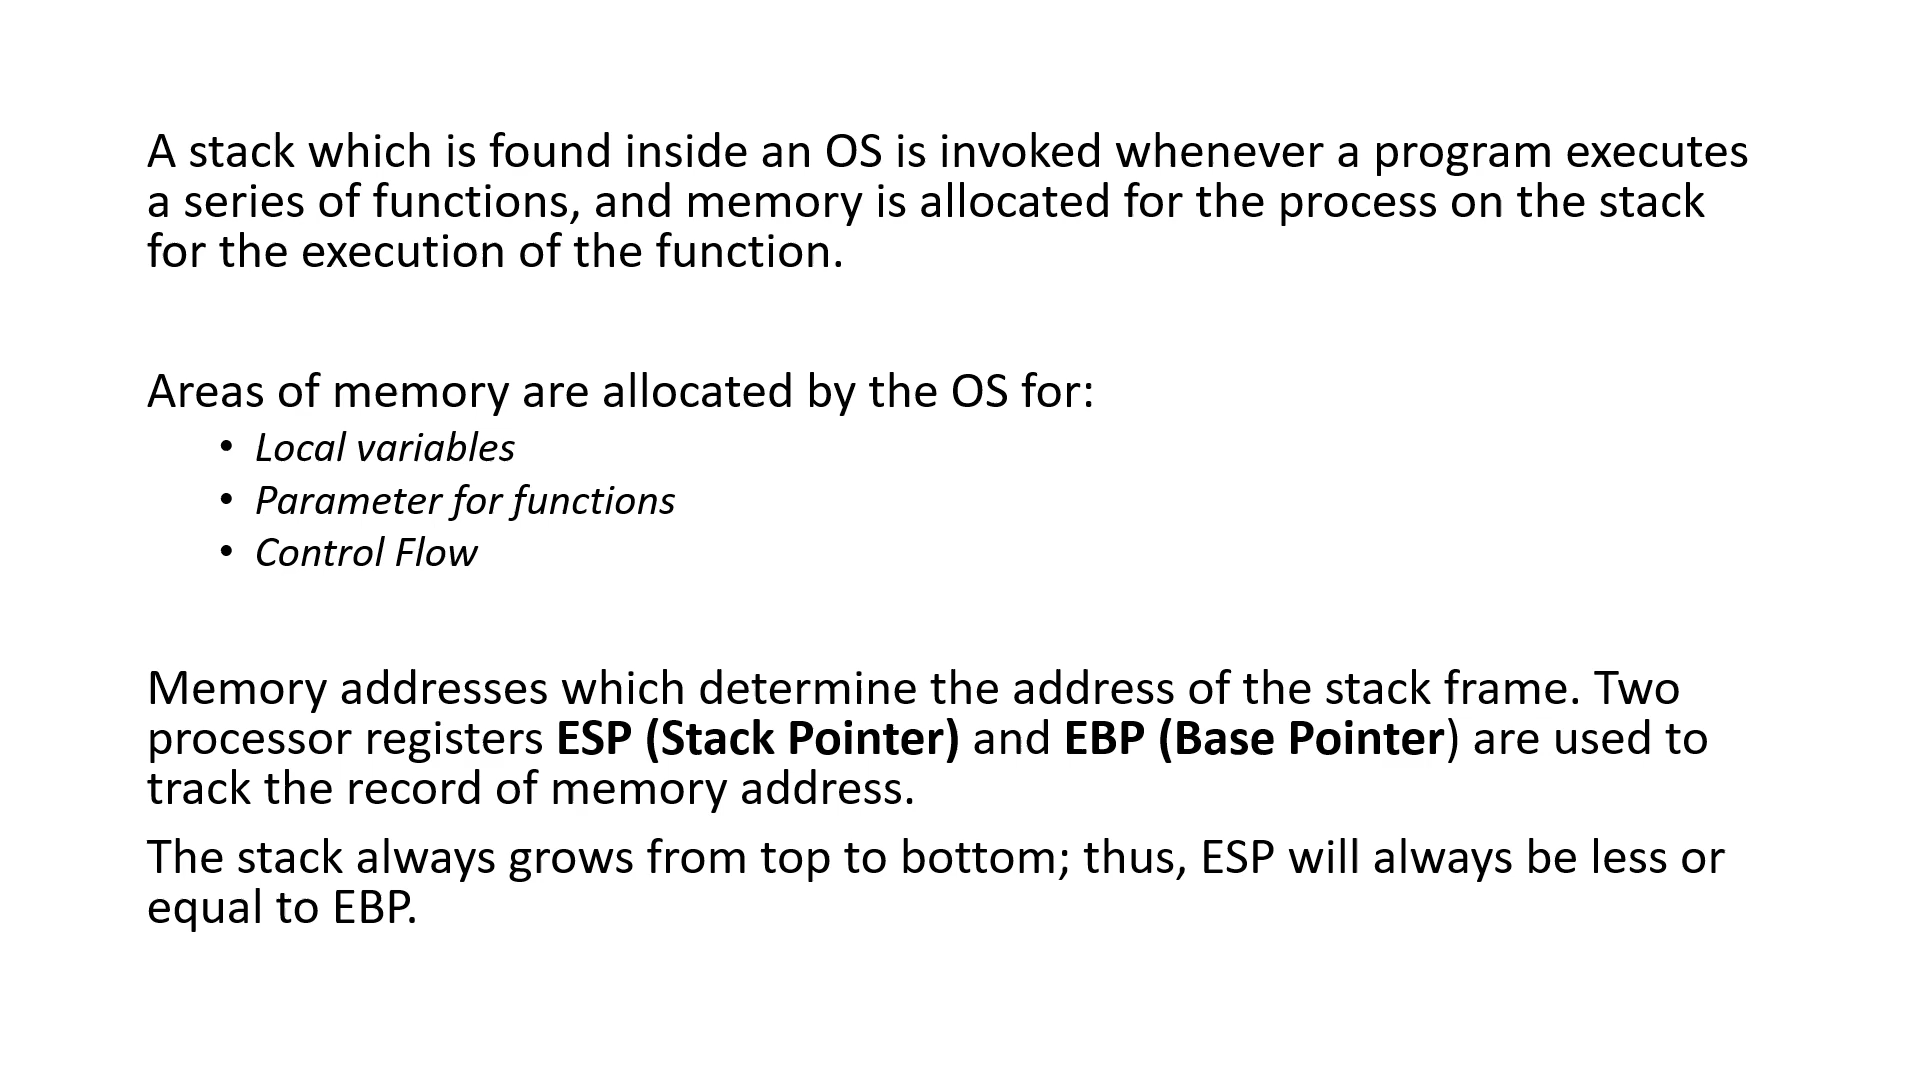 A stack which is found inside an OS is invoked whenever a program executes
a series of functions, and memory is allocated for the process on the stack
for the execution of the function.
Areas of memory are allocated by the OS for:
• Local variables
• Parameter for functions
• Control Flow
Memory addresses which determine the address of the stack frame. Two
processor registers ESP (Stack Pointer) and EBP (Base Pointer) are used to
track the record of memory address.
The stack always grows from top to bottom; thus, ESP will always be less or
equal to EBP.